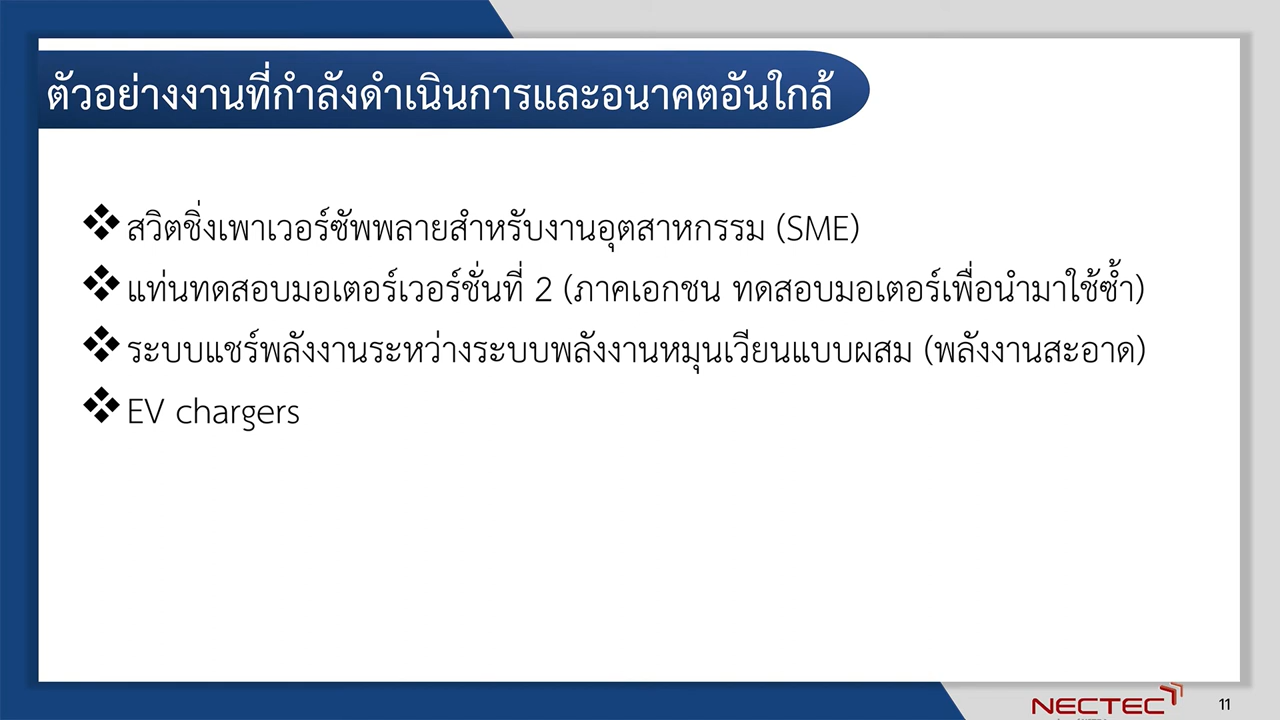 ตัวอย่างงานที่กำลังดำเนินการและอนาคตอันใกล้
❖ สวิตชิ่งเพาเวอร์ซัพพลายสำหรับงานอุตสาหกรรม (SME)
❖ แท่นทดสอบมอเตอร์เวอร์ชั่นที่ 2 (ภาคเอกชน ทดสอบมอเตอร์เพื่อนำมาใช้ซ้ำ)
❖ ระบบแชร์พลังงานระหว่างระบบพลังงานหมุนเวียนแบบผสม (พลังงานสะอาด)
❖ EV chargers
NECTEC
11